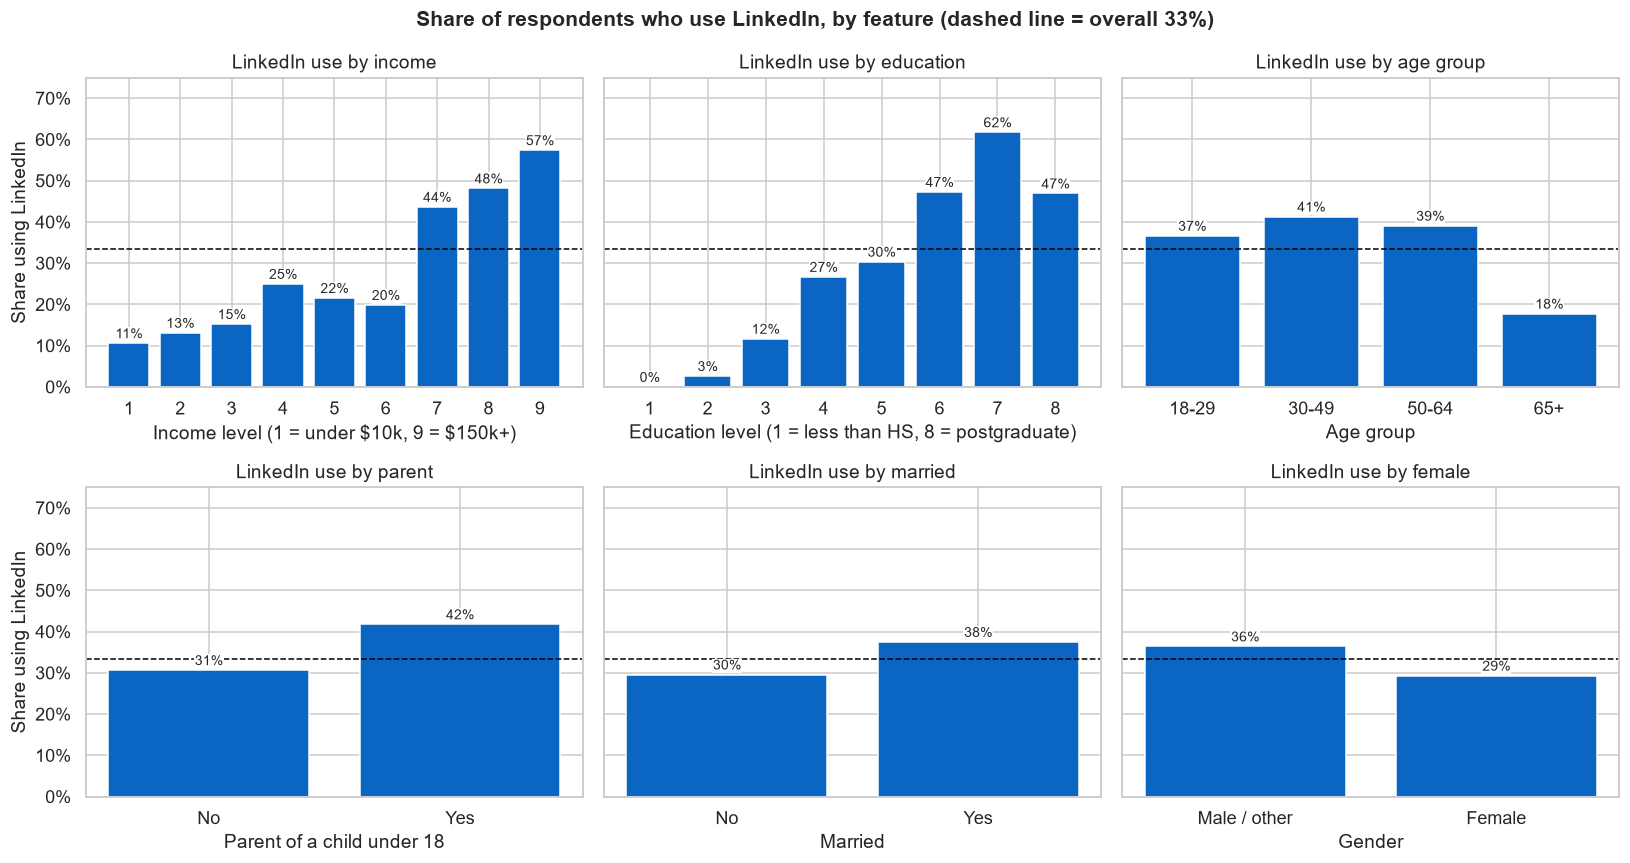 Share of respondents who use LinkedIn, by feature (dashed line = overall 33%)
LinkedIn use by income
Share using LinkedIn
70%
60%
50%
40%
30%
20%
10%
0%
11%
13%
15%
25%
22%
20%
44%
48%
57%
1 2 3 4 5 6 7 8 9
Income level (1 = under $10k, 9 = $150k+)
LinkedIn use by education
0%
3%
12%
27%
30%
47%
62%
47%
1 2 3 4 5 6 7 8
Education level (1 = less than HS, 8 = postgraduate)
LinkedIn use by age group
37%
41%
39%
18%
18-29 30-49 50-64 65+
Age group
LinkedIn use by parent
Share using LinkedIn
70%
60%
50%
40%
30%
20%
10%
0%
31%
42%
No Yes
Parent of a child under 18
LinkedIn use by married
30%
38%
No Yes
Married
LinkedIn use by female
36%
29%
Male / other Female
Gender